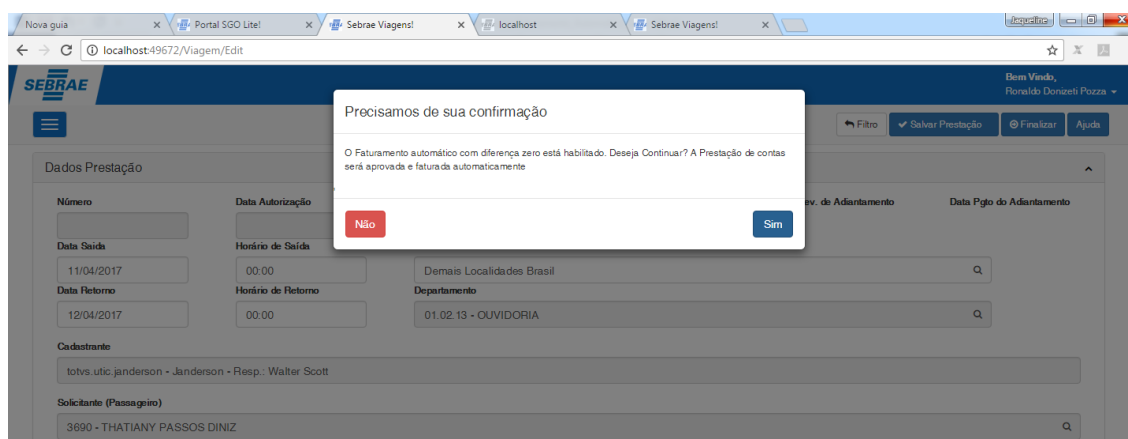 Nova guia
Portal SGO Lite!
Sebrae Viagens!
localhost
Sebrae Viagens!
Jaqueline
localhost:49672/Viagem/Edit
SEBRAE
Bem Vindo,
Ronaldo Donizeti Pozza
Filtro
Salvar Prestação
Finalizar
Ajuda
Precisamos de sua confirmação
O Faturamento automático com diferença zero está habilitado. Deseja Continuar? A Prestação de contas
será aprovada e faturada automaticamente
Não
Sim
Dados Prestação
Número
Data Autorização
ev. de Adiantamento
Data Pgto do Adiantamento
Data Saída
Horário de Saída
11/04/2017
00:00
Demais Localidades Brasil
Data Retorno
Horário de Retorno
Departamento
12/04/2017
00:00
01.02.13 - OUVIDORIA
Cadastrante
totvs.utic.janderson - Janderson - Resp.: Walter Scott
Solicitante (Passageiro)
3690 - THATIANY PASSOS DINIZ